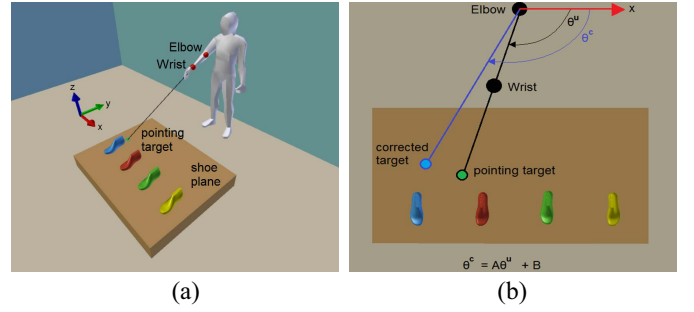 Elbow
Wrist
z
y
x
pointing
target
shoe
plane
(a)
Elbow
x
θᵘ
θᶜ
Wrist
corrected
target
pointing target
θᶜ = Aθᵘ + B
(b)